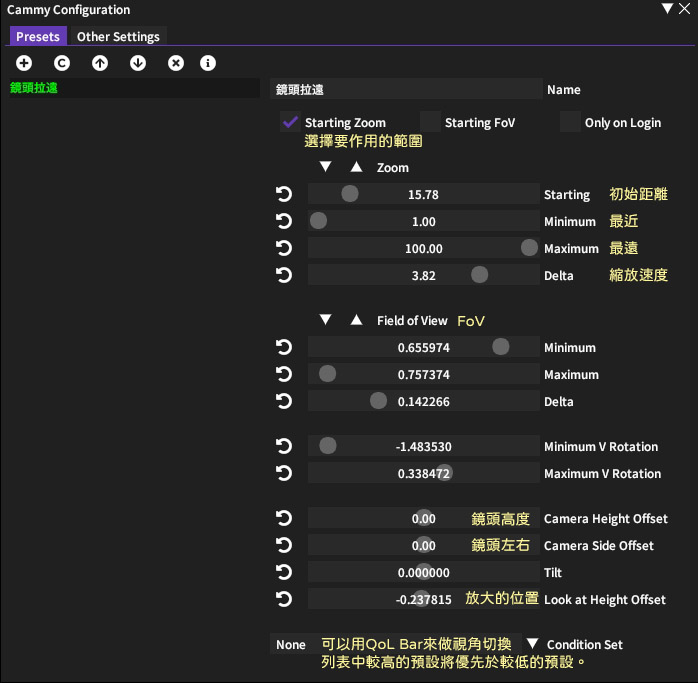 Cammy Configuration
Presets Other Settings
鏡頭拉遠
鏡頭拉遠 Name
Starting Zoom Starting FoV Only on Login
選擇要作用的範圍
Zoom
15.78 Starting 初始距離
1.00 Minimum 最近
100.00 Maximum 最遠
3.82 Delta 縮放速度
Field of View FoV
0.655974 Minimum
0.757374 Maximum
0.142266 Delta
-1.483530 Minimum V Rotation
0.338472 Maximum V Rotation
0.00 鏡頭高度 Camera Height Offset
0.00 鏡頭左右 Camera Side Offset
0.000000 Tilt
-0.237815 放大的位置 Look at Height Offset
None 可以用QoL Bar來做視角切換 Condition Set
列表中較高的預設將優先於較低的預設。